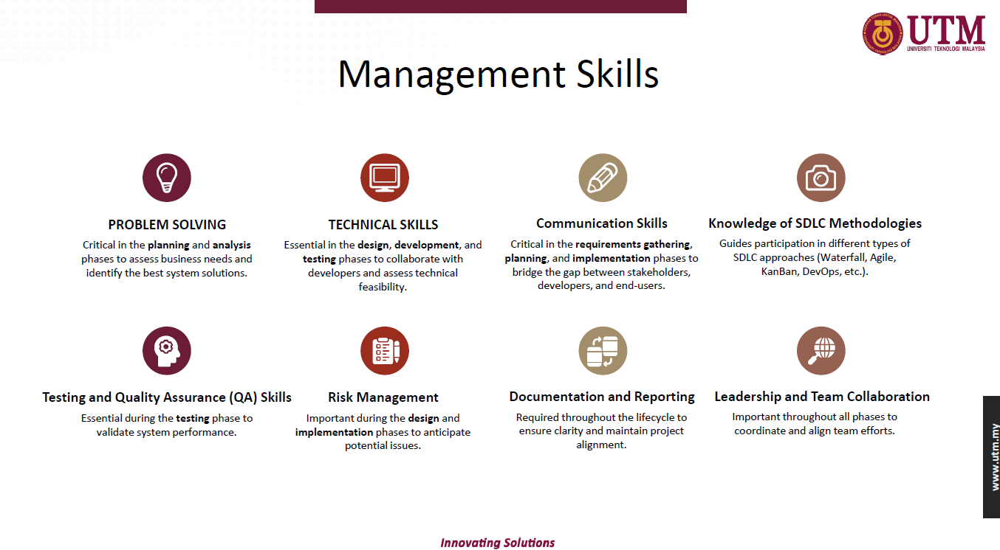 UTM
UNIVERSITI TEKNOLOGI MALAYSIA
Management Skills
PROBLEM SOLVING
Critical in the planning and analysis
phases to assess business needs and
identify the best system solutions.
TECHNICAL SKILLS
Essential in the design, development, and
testing phases to collaborate with
developers and assess technical
feasibility.
Communication Skills
Critical in the requirements gathering,
planning, and implementation phases to
bridge the gap between stakeholders,
developers, and end-users.
Knowledge of SDLC Methodologies
Guides participation in different types of
SDLC approaches (Waterfall, Agile,
KanBan, DevOps, etc.).
Testing and Quality Assurance (QA) Skills
Essential during the testing phase to
validate system performance.
Risk Management
Important during the design and
implementation phases to anticipate
potential issues.
Documentation and Reporting
Required throughout the lifecycle to
ensure clarity and maintain project
alignment.
Leadership and Team Collaboration
Important throughout all phases to
coordinate and align team efforts.
www.utm.my
Innovating Solutions